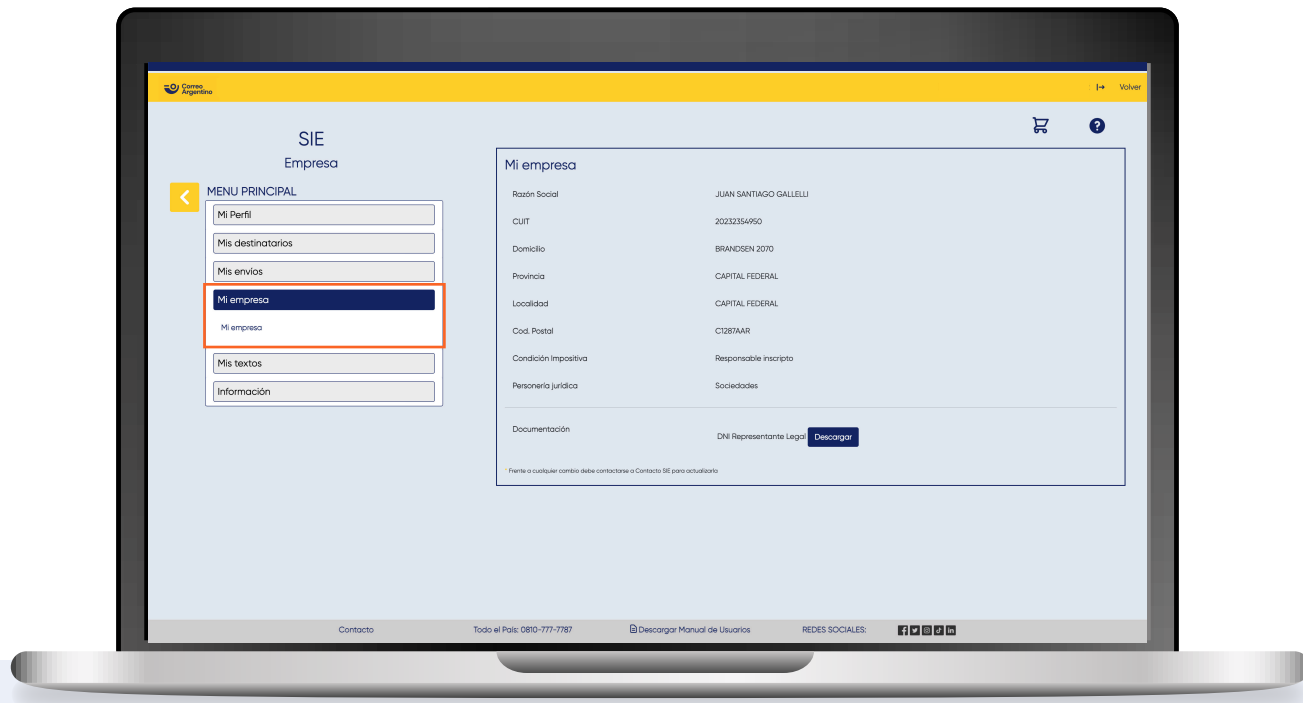 Correo
Argentino
Volver
SIE
Empresa
MENU PRINCIPAL
Mi Perfil
Mis destinatarios
Mis envíos
Mi empresa
Mi empresa
Mis textos
Información
Mi empresa
Razón Social JUAN SANTIAGO GALLELLI
CUIT 20232354950
Domicilio BRANDSEN 2070
Provincia CAPITAL FEDERAL
Localidad CAPITAL FEDERAL
Cod. Postal C1287AAR
Condición Impositiva Responsable inscripto
Personería jurídica Sociedades
Documentación DNI Representante Legal Descargar
* Frente a cualquier cambio debe contactarse a Contacto SIE para actualizarla
Contacto Todo el País: 0810-777-7787 Descargar Manual de Usuarios REDES SOCIALES: